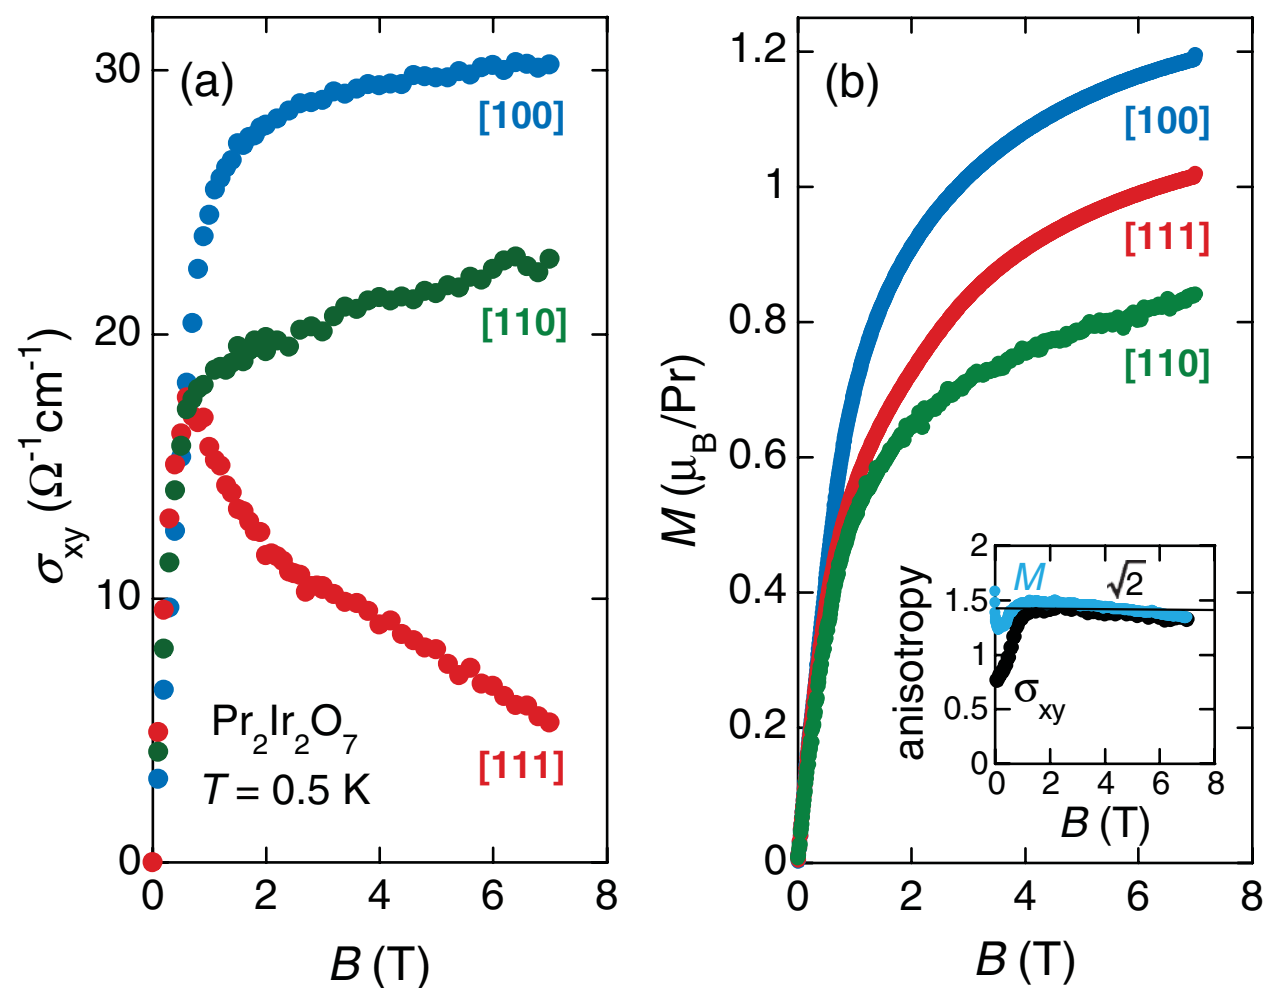 (a)
30
20
10
0
0 2 4 6 8
σxy (Ω-1cm-1)
B (T)
[100]
[110]
[111]
Pr2Ir2O7
T = 0.5 K
(b)
1.2
1
0.8
0.6
0.4
0.2
0
0 2 4 6 8
M (μB/Pr)
B (T)
[100]
[111]
[110]
2
1.5
1
0.5
0
0 2 4 6 8
anisotropy
B (T)
M
√2
σxy